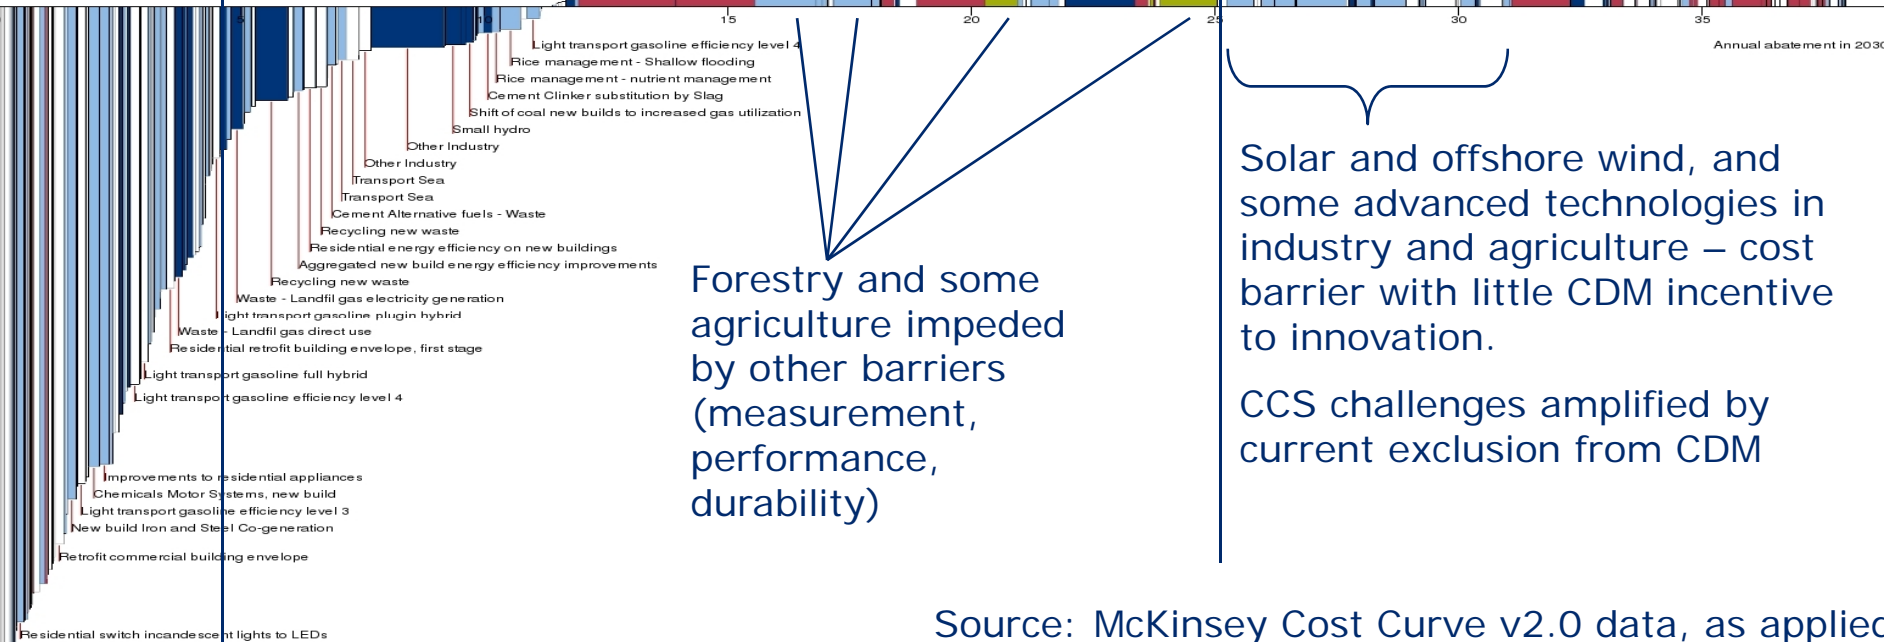 5
10
15
20
25
30
35
Annual abatement in 2030
Light transport gasoline efficiency level 4
Rice management - Shallow flooding
Rice management - nutrient management
Cement Clinker substitution by Slag
Shift of coal new builds to increased gas utilization
Small hydro
Other Industry
Other Industry
Transport Sea
Transport Sea
Cement Alternative fuels - Waste
Recycling new waste
Residential energy efficiency on new buildings
Aggregated new build energy efficiency improvements
Recycling new waste
Waste - Landfil gas electricity generation
Light transport gasoline plugin hybrid
Waste - Landfil gas direct use
Residential retrofit building envelope, first stage
Light transport gasoline full hybrid
Light transport gasoline efficiency level 4
Improvements to residential appliances
Chemicals Motor Systems, new build
Light transport gasoline efficiency level 3
New build Iron and Steel Co-generation
Retrofit commercial building envelope
Residential switch incandescent lights to LEDs
Forestry and some
agriculture impeded
by other barriers
(measurement,
performance,
durability)
Solar and offshore wind, and
some advanced technologies in
industry and agriculture – cost
barrier with little CDM incentive
to innovation.
CCS challenges amplified by
current exclusion from CDM
Source: McKinsey Cost Curve v2.0 data, as applied